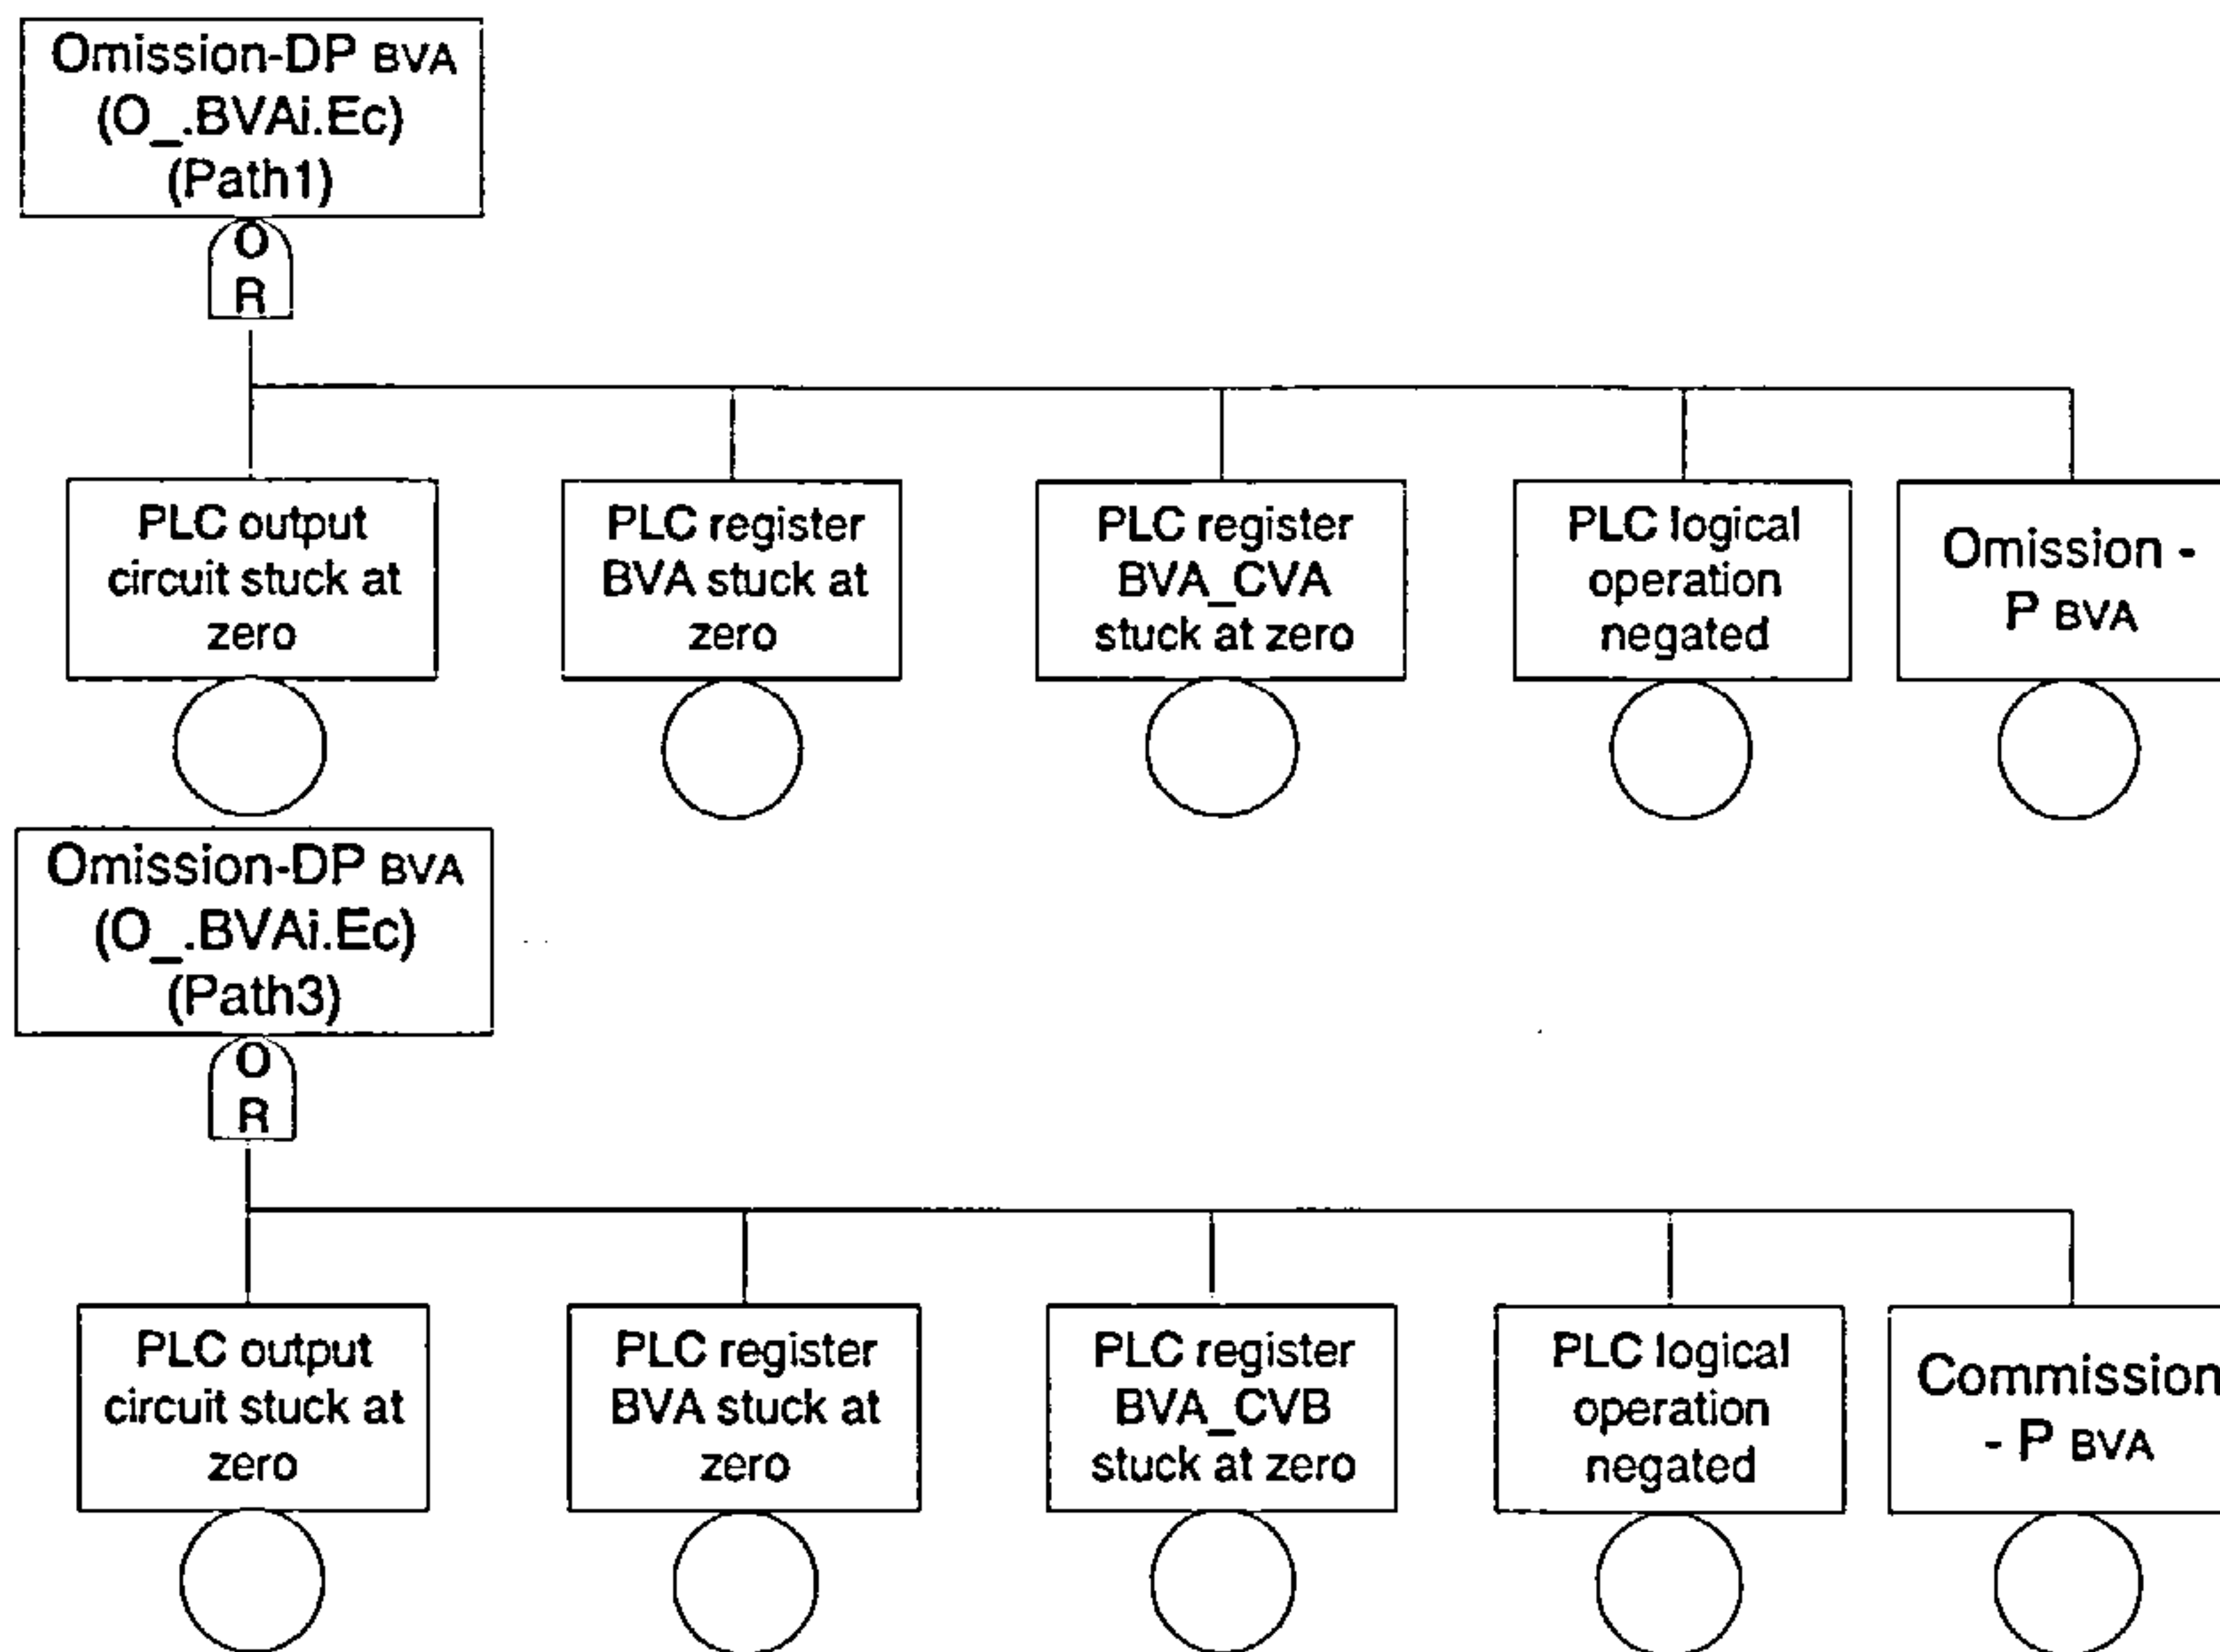 Omission-DP BVA
(O_.BVAi.Ec)
(Path1)
O
R
PLC output
circuit stuck at
zero
PLC register
BVA stuck at
zero
PLC register
BVA_CVA
stuck at zero
PLC logical
operation
negated
Omission -
P BVA
Omission-DP BVA
(O_.BVAi.Ec)
(Path3)
O
R
PLC output
circuit stuck at
zero
PLC register
BVA stuck at
zero
PLC register
BVA_CVB
stuck at zero
PLC logical
operation
negated
Commission
- P BVA